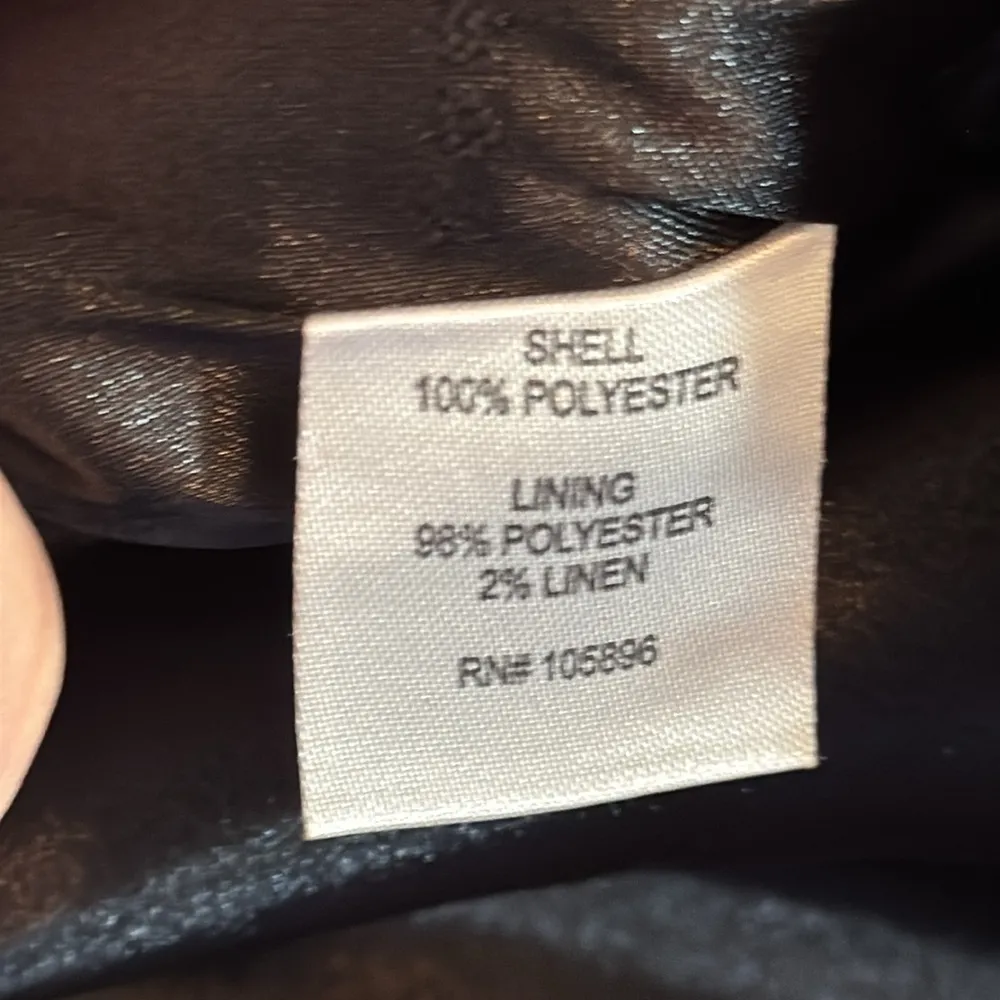 SHELL
100% POLYESTER
LINING
98% POLYESTER
2% LINEN
RN# 105896